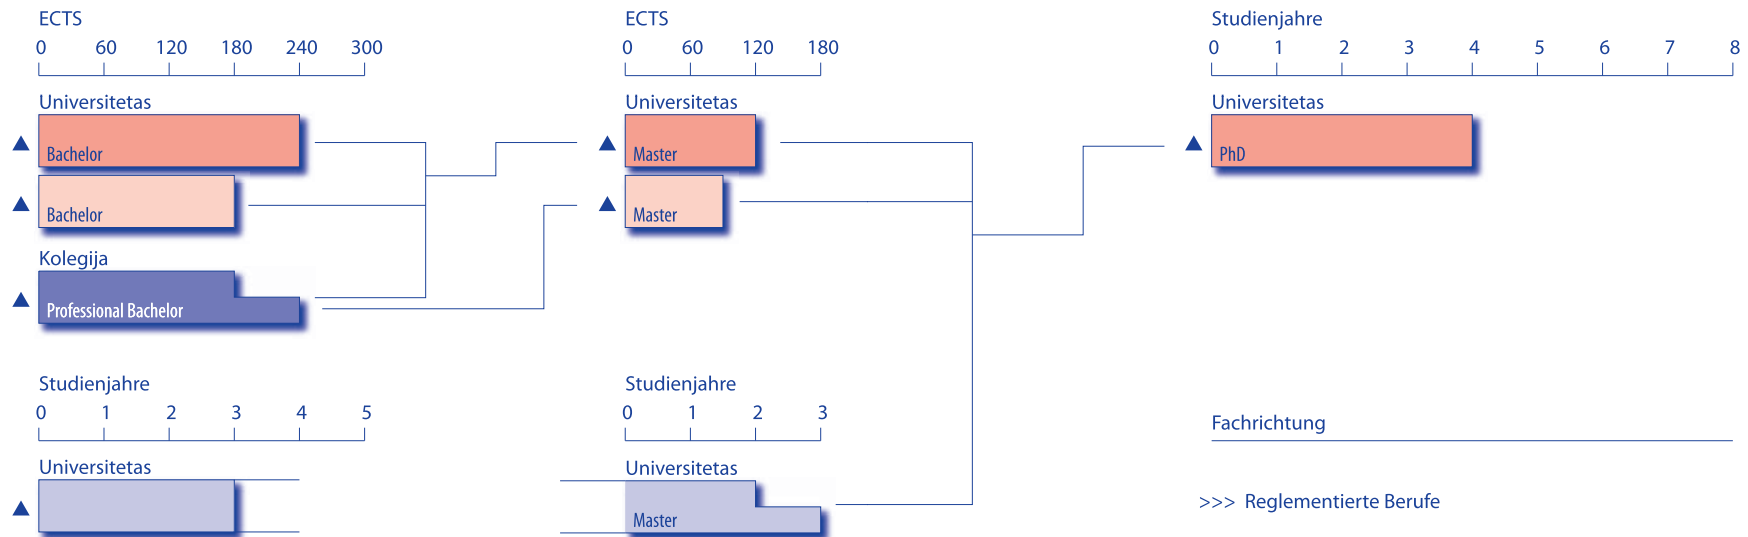 ECTS
0 60 120 180 240 300
Universitetas
Bachelor
Bachelor
Kolegija
Professional Bachelor
ECTS
0 60 120 180
Universitetas
Master
Master
Studienjahre
0 1 2 3 4 5 6 7 8
Universitetas
PhD
Studienjahre
0 1 2 3 4 5
Universitetas
Studienjahre
0 1 2 3
Universitetas
Master
Fachrichtung
>>> Reglementierte Berufe